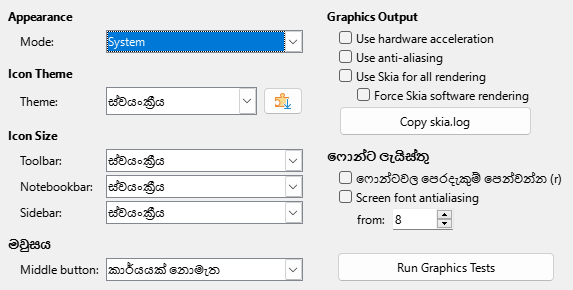 Appearance
Mode: System
Icon Theme
Theme: ස්වයංක්‍රීය
Icon Size
Toolbar: ස්වයංක්‍රීය
Notebookbar: ස්වයංක්‍රීය
Sidebar: ස්වයංක්‍රීය
මවුසය
Middle button: කාර්යයක් නොමැත
Graphics Output
Use hardware acceleration
Use anti-aliasing
Use Skia for all rendering
Force Skia software rendering
Copy skia.log
ෆොන්ට ලැයිස්තු
ෆොන්ටවල පෙරදැකුම් පෙන්වන්න (r)
Screen font antialiasing
from: 8
Run Graphics Tests